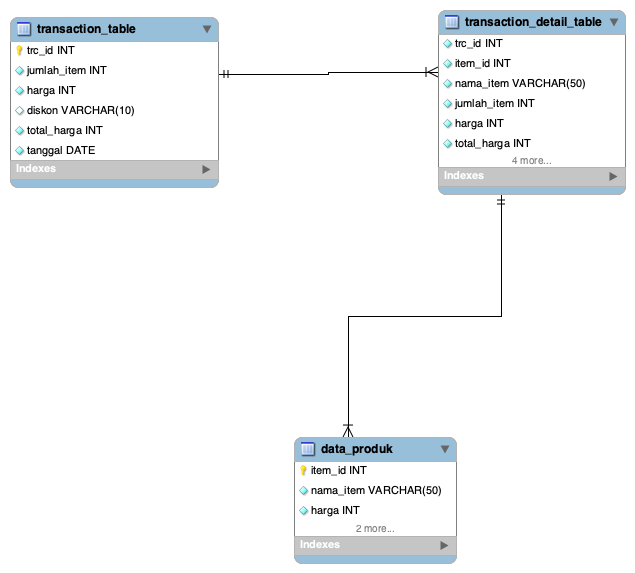 transaction_table
trc_id INT
jumlah_item INT
harga INT
diskon VARCHAR(10)
total_harga INT
tanggal DATE
Indexes
transaction_detail_table
trc_id INT
item_id INT
nama_item VARCHAR(50)
jumlah_item INT
harga INT
total_harga INT
4 more...
Indexes
data_produk
item_id INT
nama_item VARCHAR(50)
harga INT
2 more...
Indexes